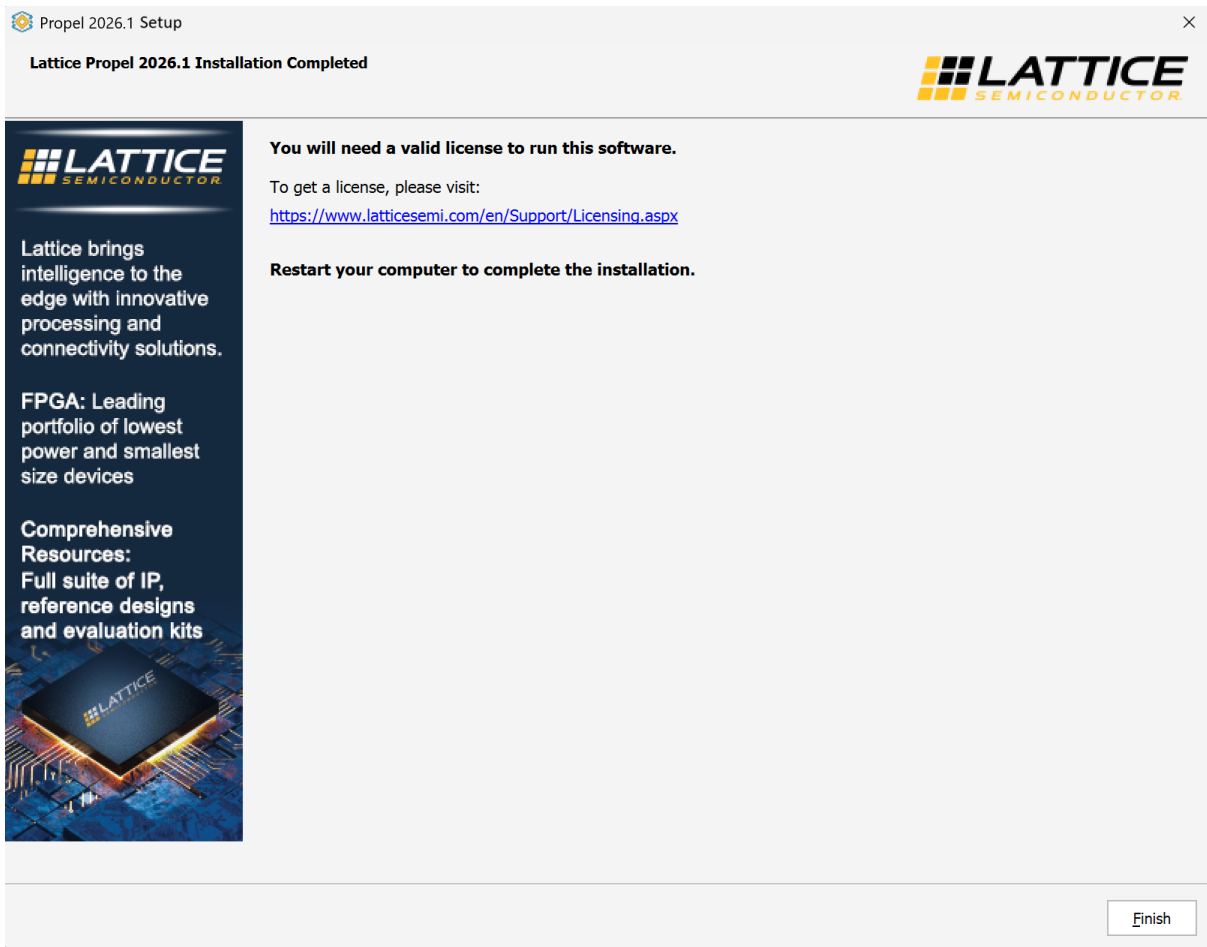 Propel 2026.1 Setup
Lattice Propel 2026.1 Installation Completed
LATTICE
SEMICONDUCTOR
LATTICE
SEMICONDUCTOR
Lattice brings
intelligence to the
edge with innovative
processing and
connectivity solutions.
FPGA: Leading
portfolio of lowest
power and smallest
size devices
Comprehensive
Resources:
Full suite of IP,
reference designs
and evaluation kits
LATTICE
SEMICONDUCTOR
You will need a valid license to run this software.
To get a license, please visit:
https://www.latticesemi.com/en/Support/Licensing.aspx
Restart your computer to complete the installation.
Finish